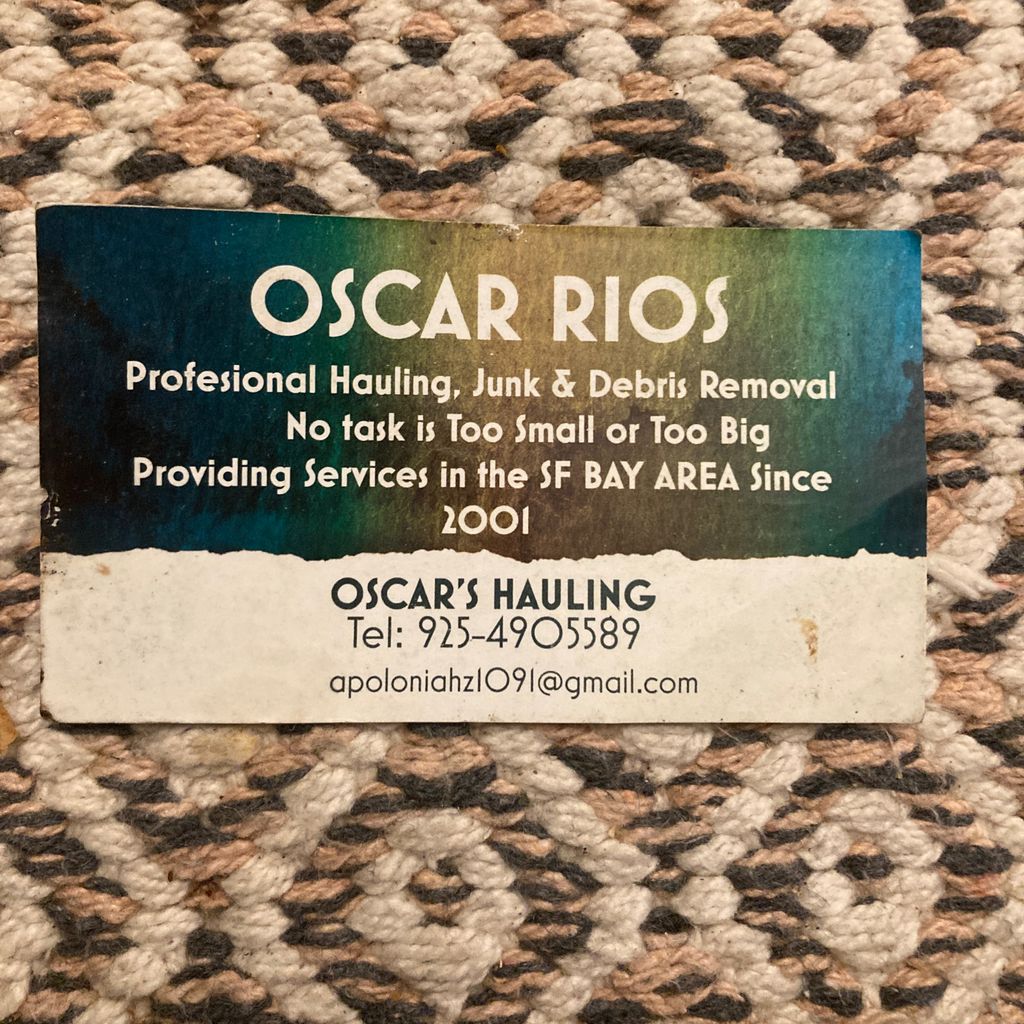 OSCAR RIOS
Profesional Hauling, Junk & Debris Removal
No task is Too Small or Too Big
Providing Services in the SF BAY AREA Since
2001
OSCAR'S HAULING
Tel: 925-4905589
apoloniahz1091@gmail.com